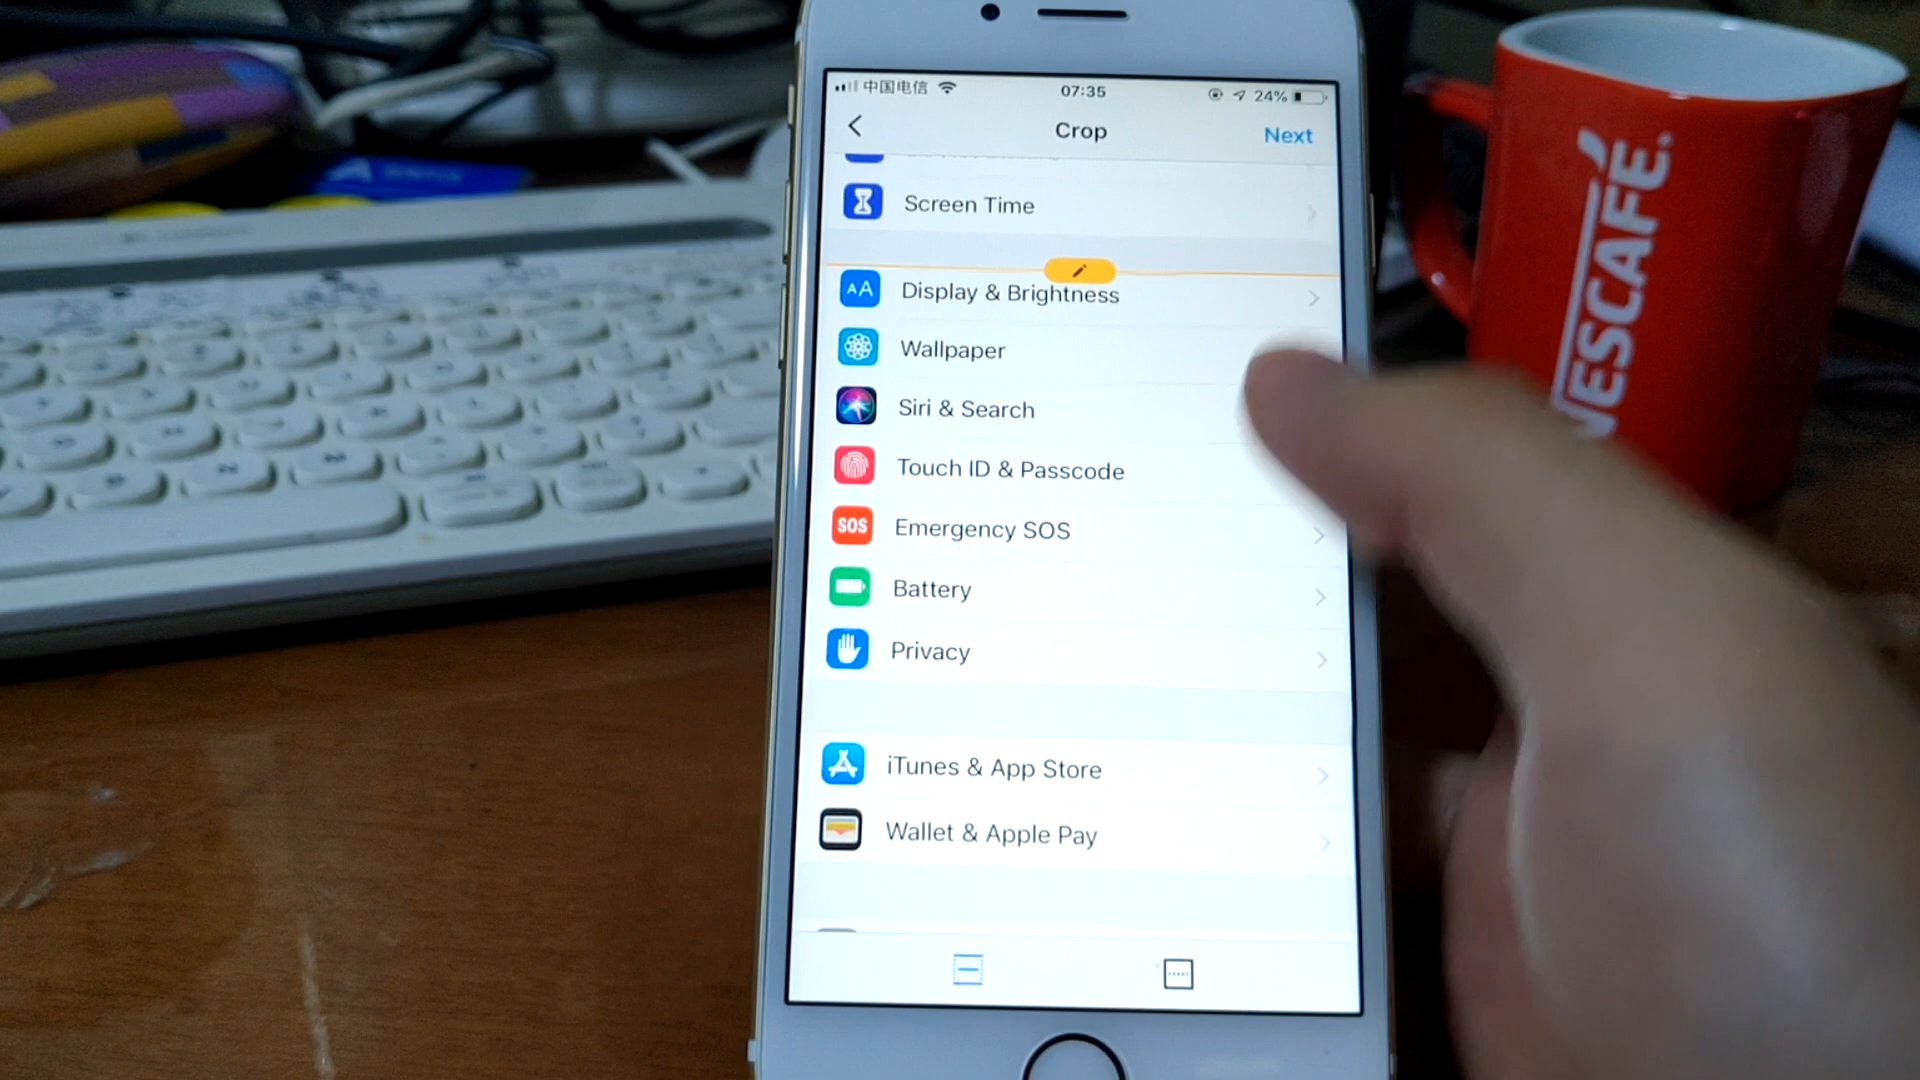 中国电信
07:35
24%
Crop
Next
Screen Time
AA
Display & Brightness
Wallpaper
Siri & Search
Touch ID & Passcode
SOS
Emergency SOS
Battery
Privacy
iTunes & App Store
Wallet & Apple Pay
NESCAFÉ.